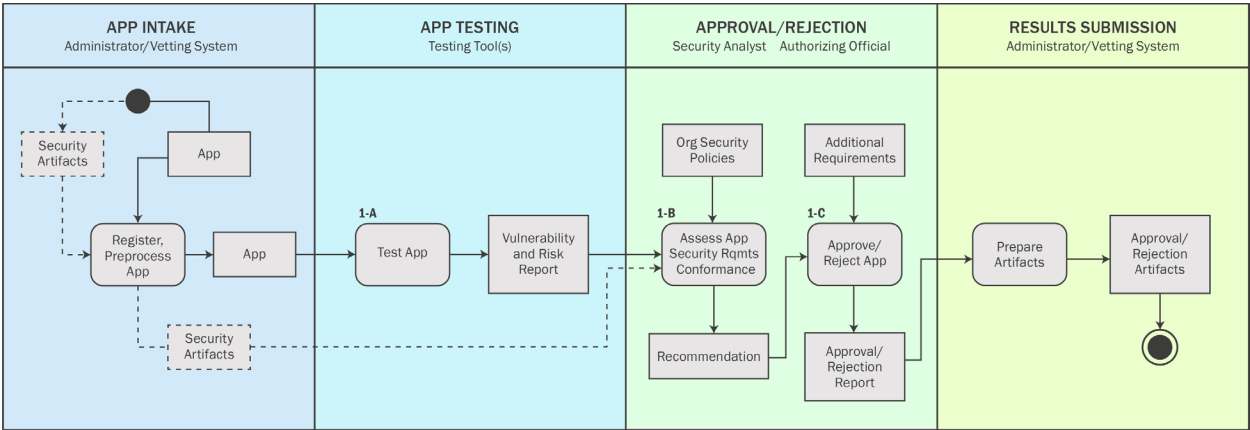 APP INTAKE
Administrator/Vetting System
APP TESTING
Testing Tool(s)
APPROVAL/REJECTION
Security Analyst Authorizing Official
RESULTS SUBMISSION
Administrator/Vetting System
Security
Artifacts
App
Register,
Preprocess
App
App
Security
Artifacts
1-A
Test App
Vulnerability
and Risk
Report
Org Security
Policies
Additional
Requirements
1-B
Assess App
Security Rqmts
Conformance
1-C
Approve/
Reject App
Recommendation
Approval/
Rejection
Report
Prepare
Artifacts
Approval/
Rejection
Artifacts